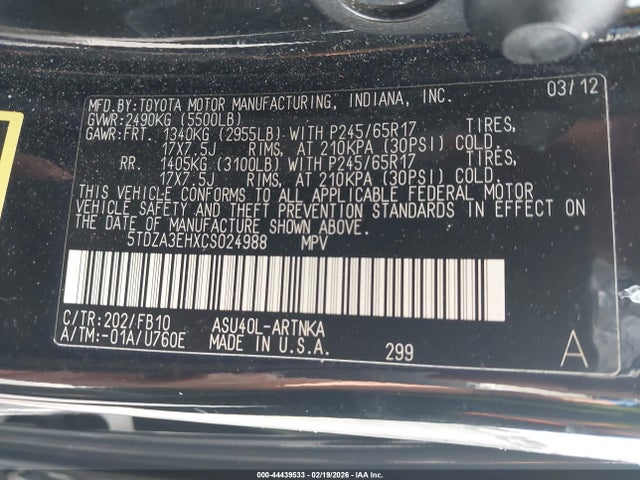 MFD.BY:TOYOTA MOTOR MANUFACTURING, INDIANA, INC. 03/12
GVWR:2490KG (5500LB)
GAWR:FRT. 1340KG (2955LB) WITH P245/65R17 TIRES,
17X7.5J RIMS, AT 210KPA (30PSI) COLD.
RR. 1405KG (3100LB) WITH P245/65R17 TIRES,
17X7.5J RIMS, AT 210KPA (30PSI) COLD.
THIS VEHICLE CONFORMS TO ALL APPLICABLE FEDERAL MOTOR
VEHICLE SAFETY AND THEFT PREVENTION STANDARDS IN EFFECT ON
THE DATE OF MANUFACTURE SHOWN ABOVE.
5TDZA3EHXCS024988 MPV
C/TR:202/FB10 ASU40L-ARTNKA
A/TM:-01A/U760E MADE IN U.S.A. 299 A
000-44439533 - 02/19/2026 - IAA Inc.